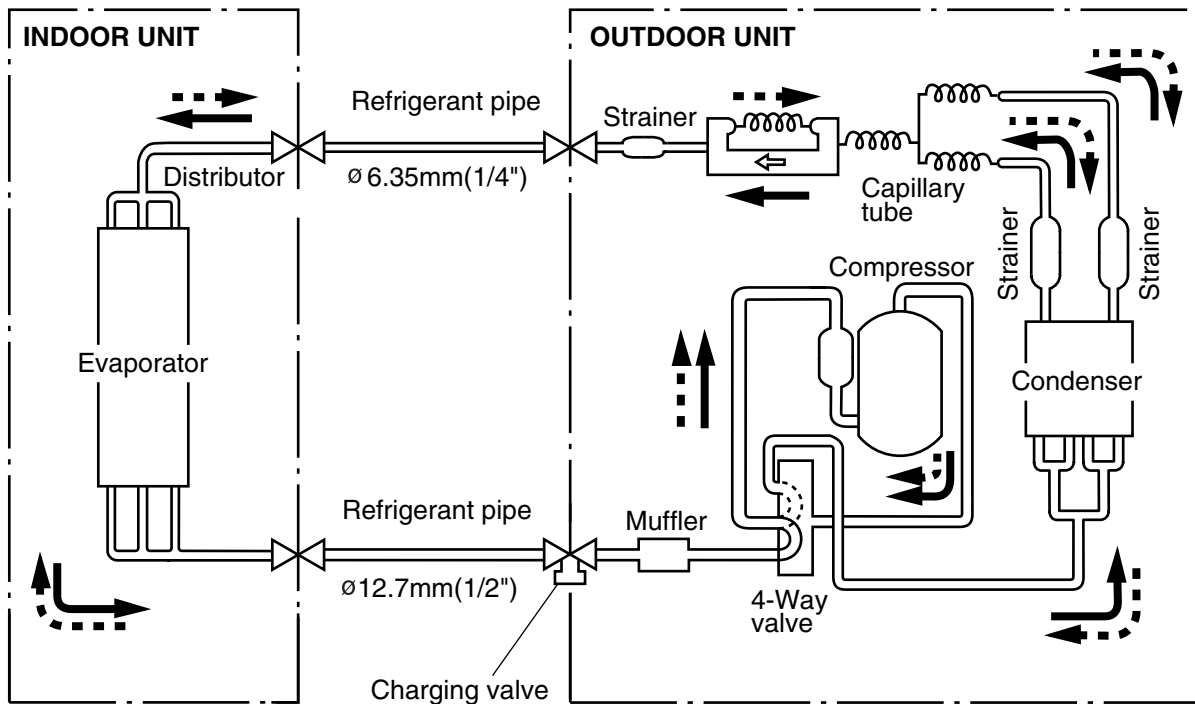 INDOOR UNIT
OUTDOOR UNIT
Refrigerant pipe
Strainer
Distributor
ø6.35mm(1/4")
Capillary
tube
Strainer
Strainer
Compressor
Evaporator
Condenser
Refrigerant pipe
Muffler
ø12.7mm(1/2")
4-Way
valve
Charging valve